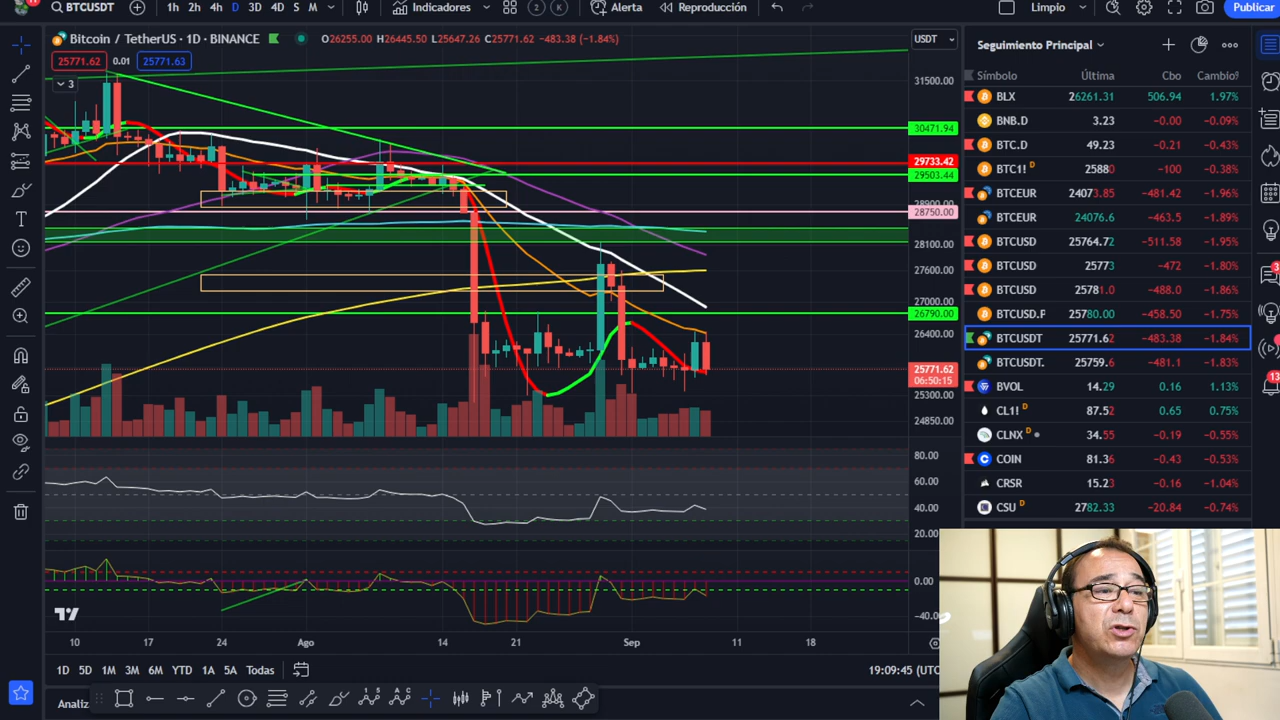 BTCUSDT
1h 2h 4h D 3D 4D S M
Indicadores
2
K
Alerta
Reproducción
Limpio
Publicar
Bitcoin / TetherUS · 1D · BINANCE O26255.00 H26445.50 L25647.26 C25771.62 −483.38 (−1.84%)
USDT
25771.62 0.01 25771.63
3
31500.00
30471.94
29733.42
29503.44
28900.00
28750.00
28100.00
27600.00
27000.00
26790.00
26400.00
25771.62
06:50:15
25300.00
24850.00
80.00
60.00
40.00
20.00
0.00
−40.00
10 17 24 Ago 14 21 Sep 11 18
1D 5D 1M 3M 6M YTD 1A 5A Todas
19:09:45 (UTC
Analiz
Seguimiento Principal
Símbolo Última Cbo Cambio%
BLX 26261.31 506.94 1.97%
BNB.D 3.23 −0.00 −0.09%
BTC.D 49.52 −0.21 −0.43%
BTC1! D 25880 −100 −0.38%
BTCEUR 24073.85 −481.42 −1.96%
BTCEUR 24076.6 −463.5 −1.89%
BTCUSD 25764.72 −511.58 −1.95%
BTCUSD 25773 −472 −1.80%
BTCUSD 25781.0 −488.0 −1.86%
BTCUSD.P 25780.00 −458.50 −1.75%
BTCUSDT 25771.62 −483.38 −1.84%
BTCUSDT. 25759.6 −481.1 −1.83%
BVOL 14.29 0.16 1.13%
CL1! D 87.52 0.65 0.75%
CLNX D 34.55 −0.19 −0.55%
COIN 81.36 −0.43 −0.53%
CRSR 15.23 −0.16 −1.04%
CSU D 2782.33 −20.84 −0.74%